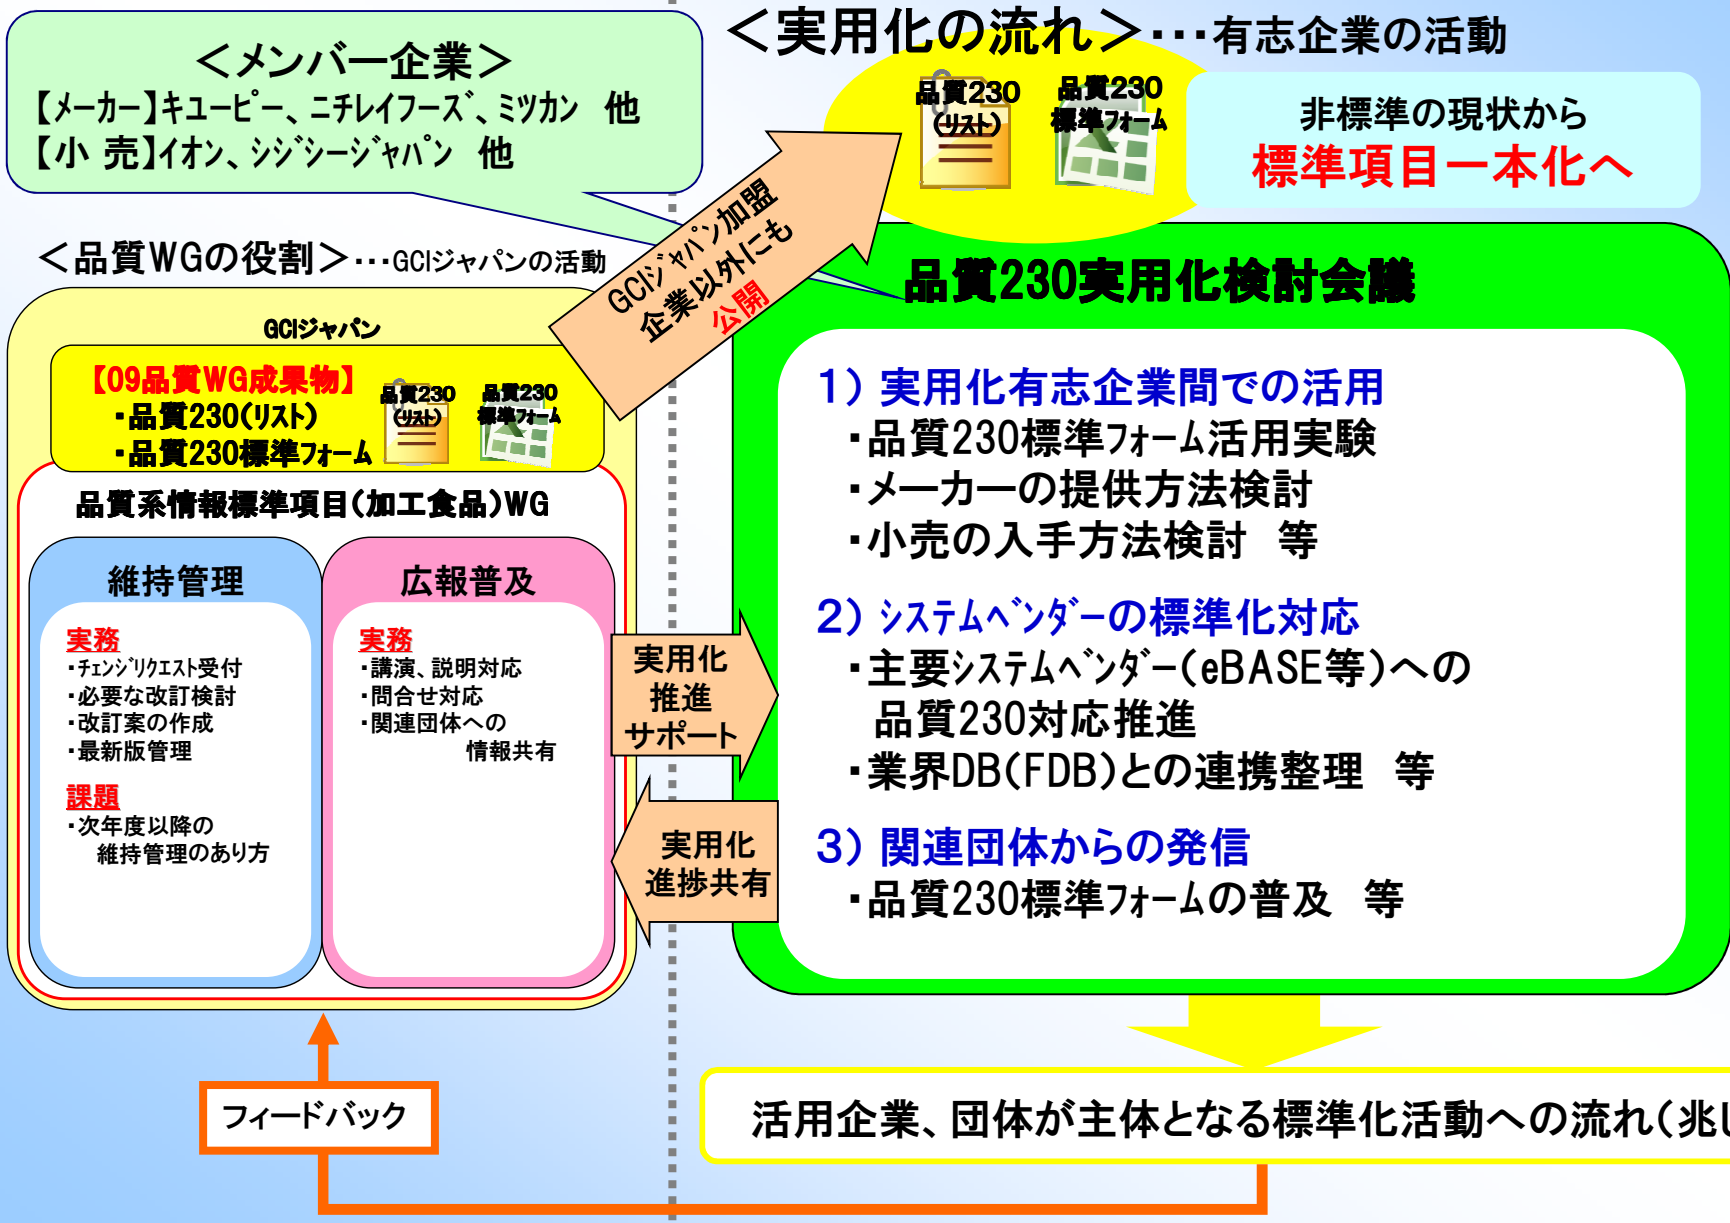 ＜メンバー企業＞
【メーカー】キユーピー、ニチレイフーズ、ミツカン　他
【小 売】イオン、シジシージャパン　他
＜実用化の流れ＞…有志企業の活動
品質230
（リスト）
品質230
標準フォーム
非標準の現状から
標準項目一本化へ
GCIジャパン加盟
企業以外にも
公開
＜品質WGの役割＞…GCIジャパンの活動
GCIジャパン
【09品質WG成果物】
・品質230(リスト)
・品質230標準フォーム
品質230
（リスト）
品質230
標準フォーム
品質系情報標準項目（加工食品）WG
維持管理
実務
・チェンジリクエスト受付
・必要な改訂検討
・改訂案の作成
・最新版管理
課題
・次年度以降の
維持管理のあり方
広報普及
実務
・講演、説明対応
・問合せ対応
・関連団体への
情報共有
実用化
推進
サポート
実用化
進捗共有
品質230実用化検討会議
１）実用化有志企業間での活用
・品質230標準フォーム活用実験
・メーカーの提供方法検討
・小売の入手方法検討　等
２）システムベンダーの標準化対応
・主要システムベンダー（eBASE等）への
品質230対応推進
・業界DB(FDB)との連携整理　等
３）関連団体からの発信
・品質230標準フォームの普及　等
フィードバック
活用企業、団体が主体となる標準化活動への流れ（兆し